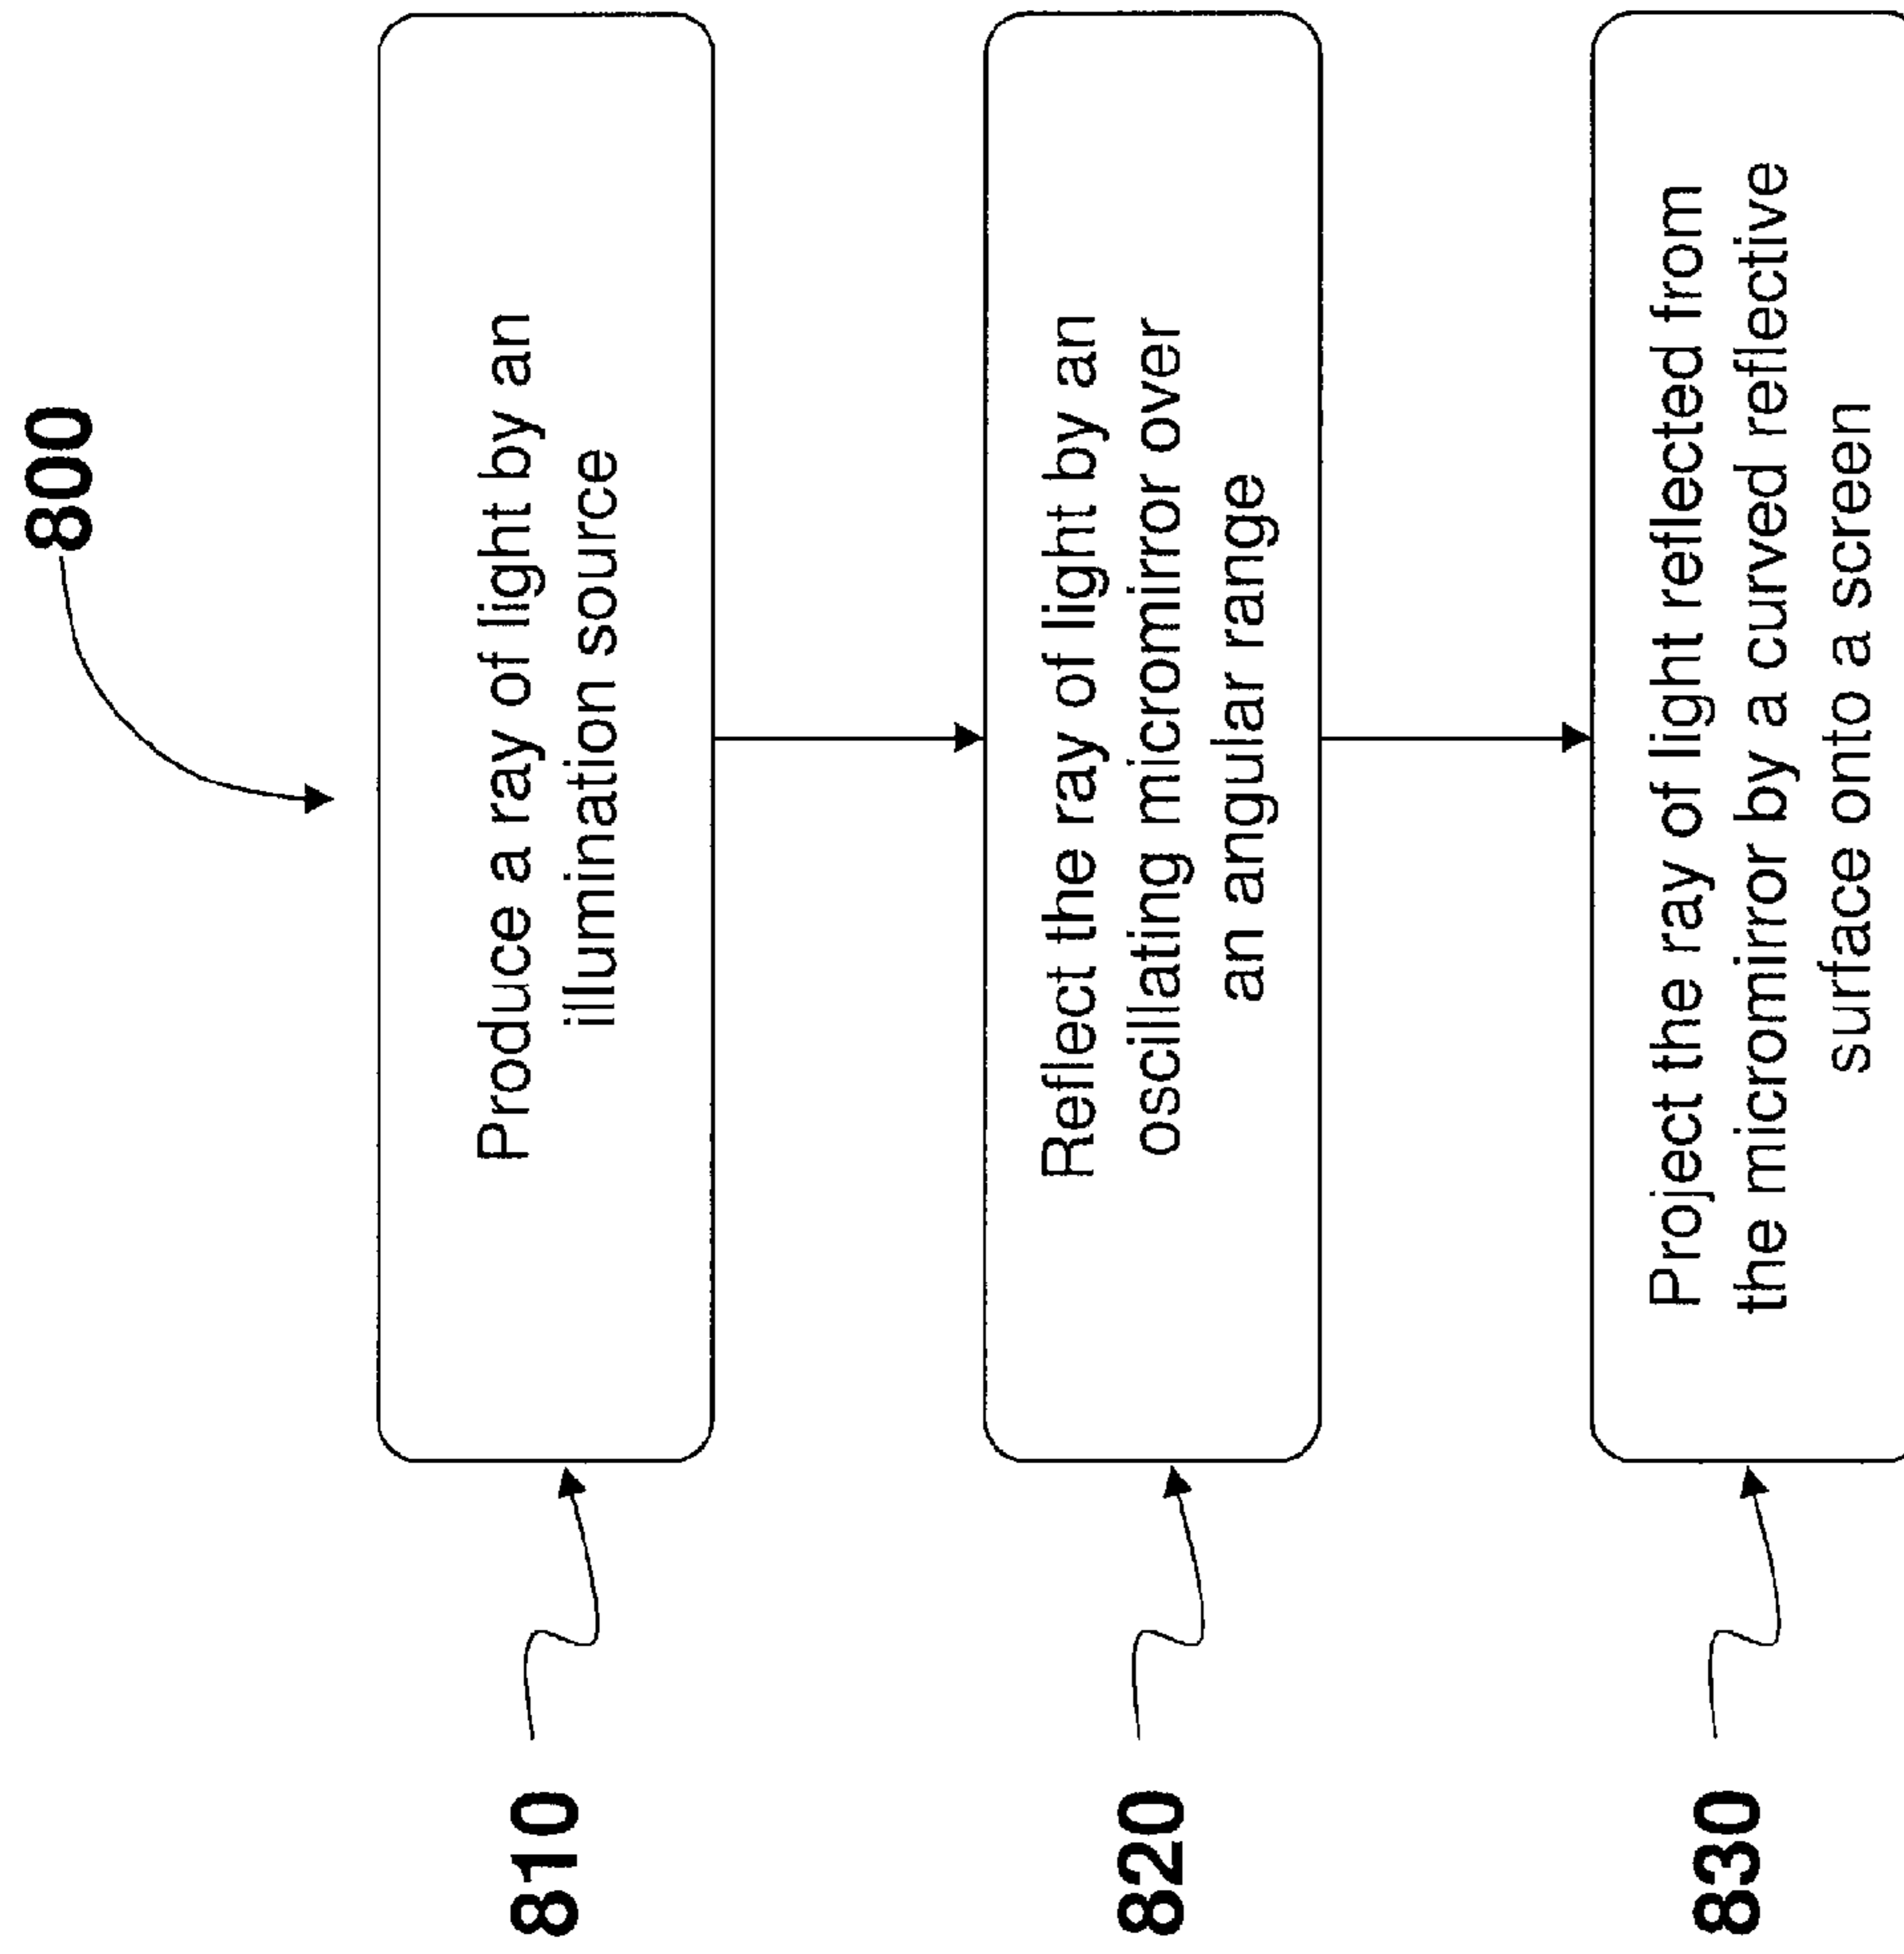 800
810
Produce a ray of light by an
illumination source
820
Reflect the ray of light by an
oscillating micromirror over
an angular range
830
Project the ray of light reflected from
the micromirror by a curved reflective
surface onto a screen